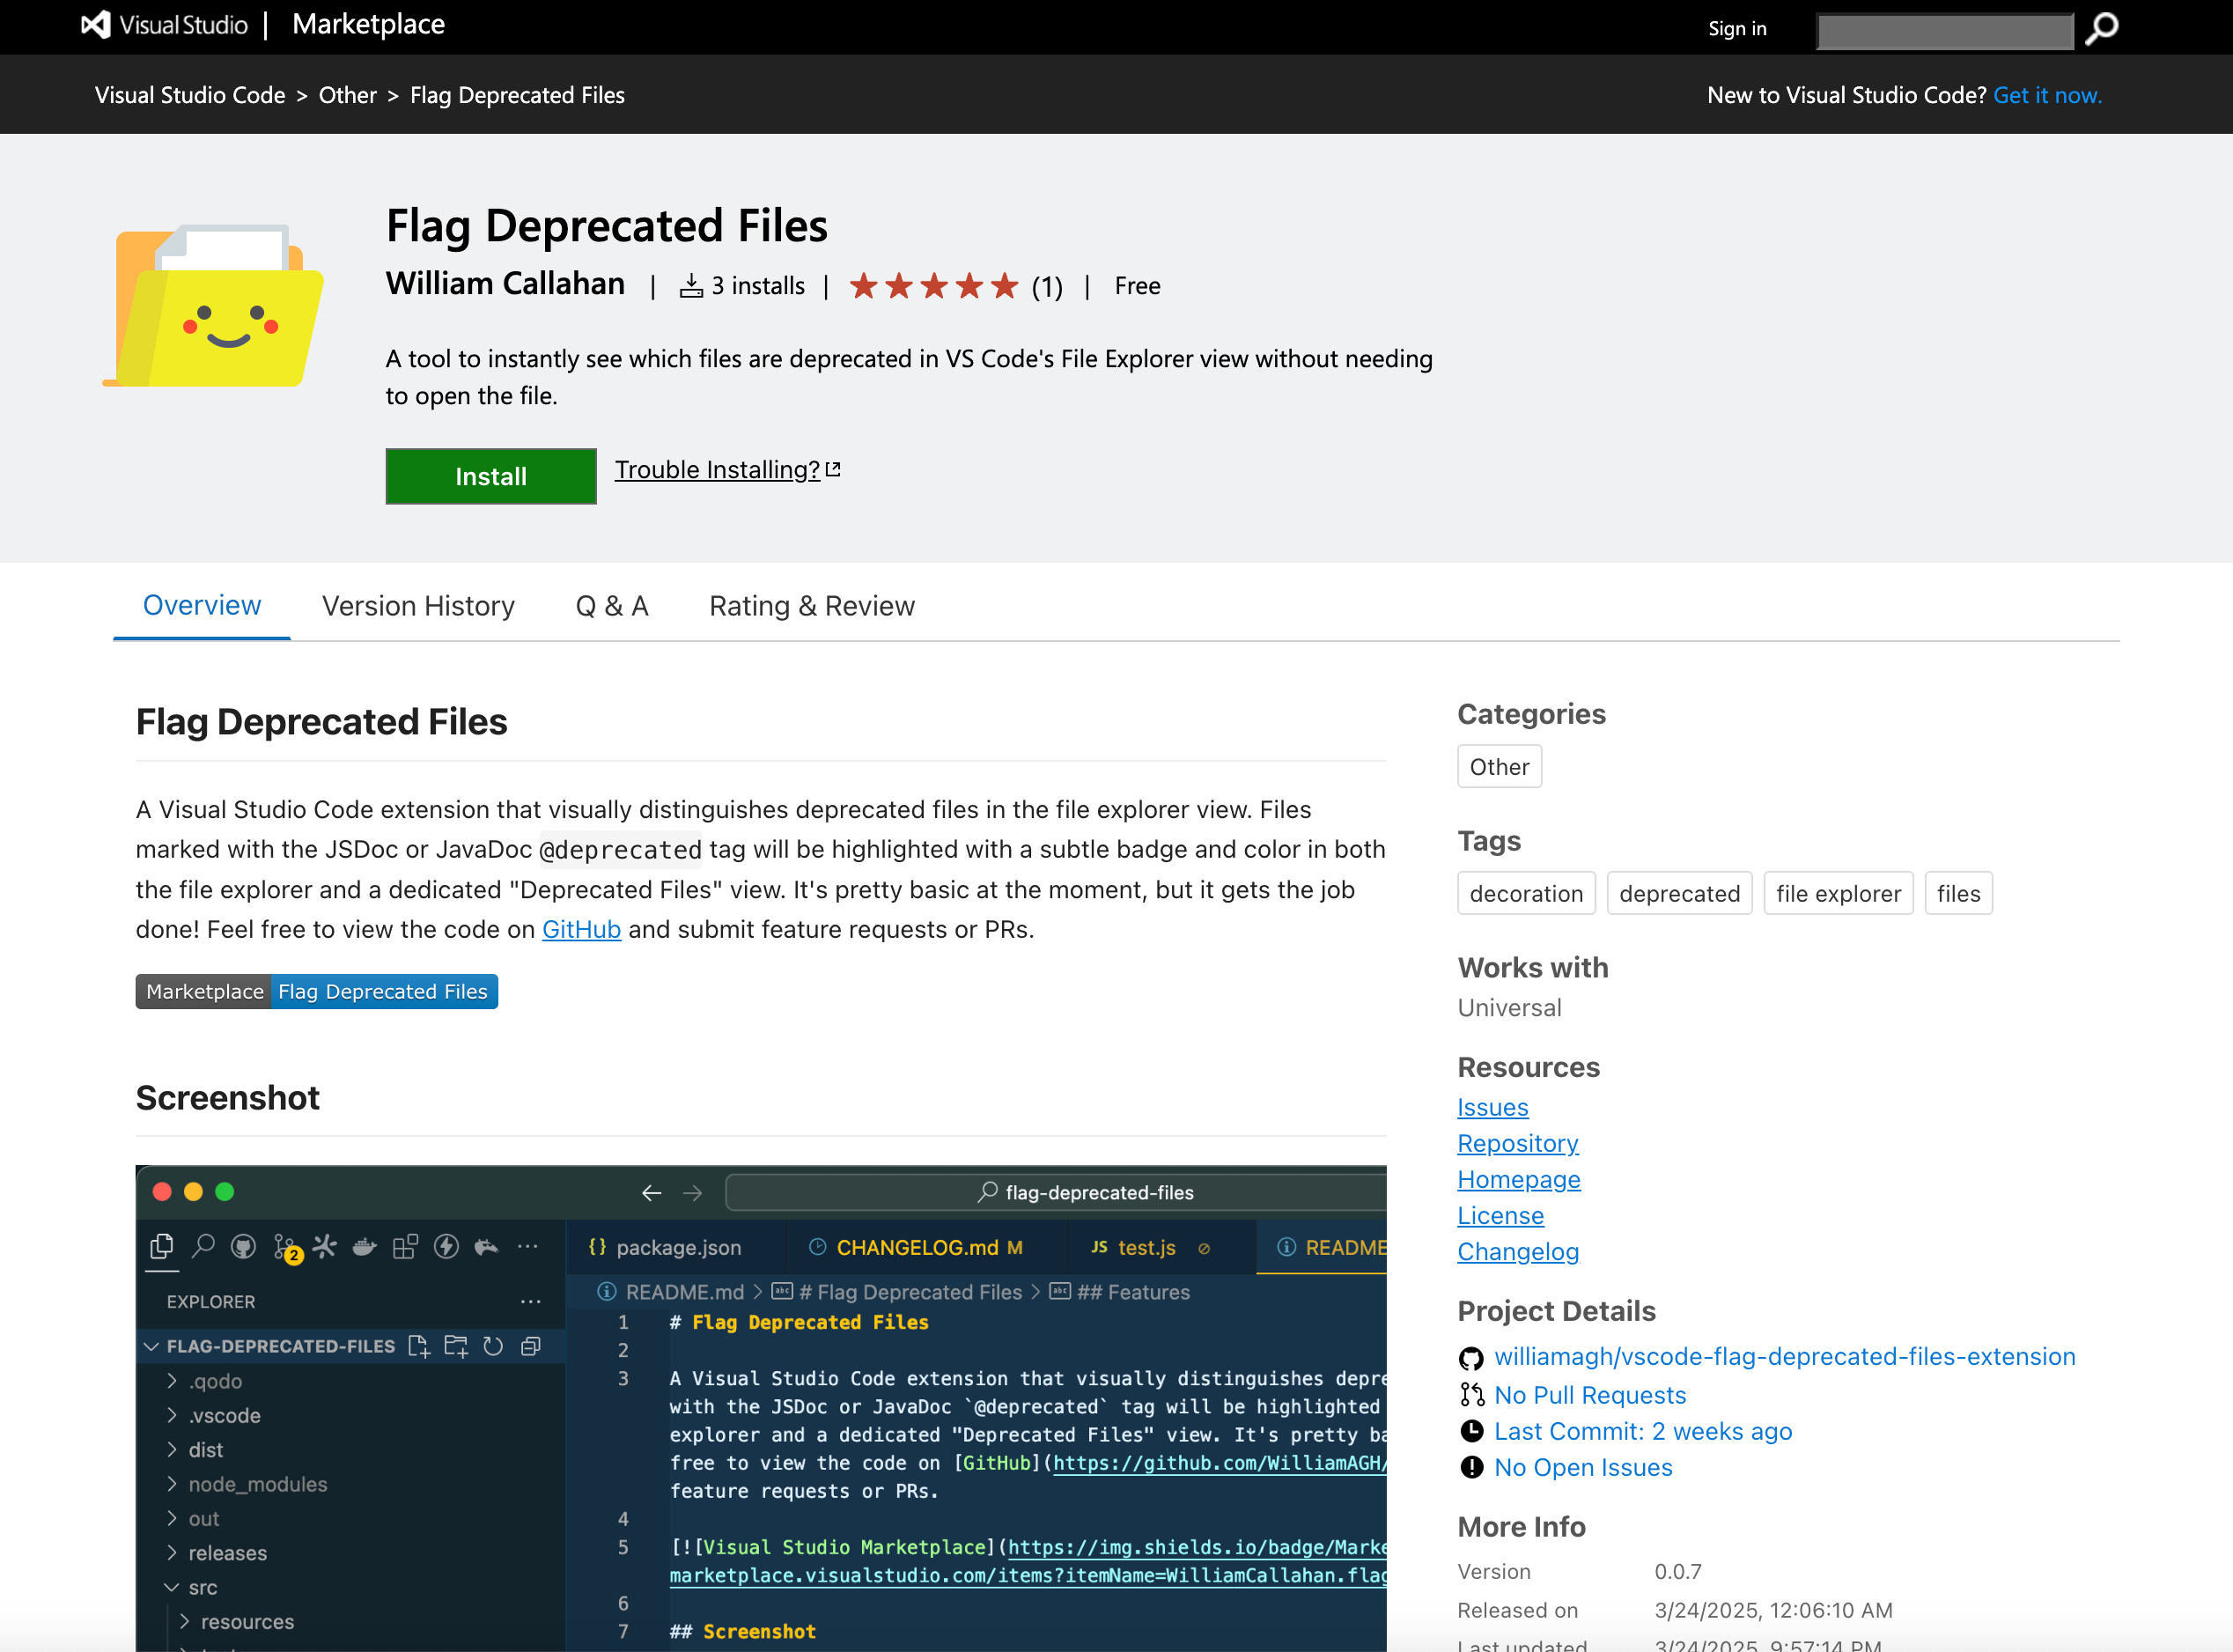 Visual Studio | Marketplace
Sign in
Visual Studio Code > Other > Flag Deprecated Files
New to Visual Studio Code? Get it now.
Flag Deprecated Files
William Callahan | 3 installs | (1) | Free
A tool to instantly see which files are deprecated in VS Code's File Explorer view without needing
to open the file.
Install
Trouble Installing?
Overview
Version History
Q & A
Rating & Review
Flag Deprecated Files
A Visual Studio Code extension that visually distinguishes deprecated files in the file explorer view. Files
marked with the JSDoc or JavaDoc @deprecated tag will be highlighted with a subtle badge and color in both
the file explorer and a dedicated "Deprecated Files" view. It's pretty basic at the moment, but it gets the job
done! Feel free to view the code on GitHub and submit feature requests or PRs.
Marketplace Flag Deprecated Files
Screenshot
flag-deprecated-files
2
{} package.json
CHANGELOG.md M
JS test.js
README
EXPLORER
README.md > # Flag Deprecated Files > ## Features
FLAG-DEPRECATED-FILES
.qodo
.vscode
dist
node_modules
out
releases
src
resources
1 # Flag Deprecated Files
2
3 A Visual Studio Code extension that visually distinguishes depre
with the JSDoc or JavaDoc `@deprecated` tag will be highlighted
explorer and a dedicated "Deprecated Files" view. It's pretty ba
free to view the code on [GitHub](https://github.com/WilliamAGH/
feature requests or PRs.
4
5 [![Visual Studio Marketplace](https://img.shields.io/badge/Marke
marketplace.visualstudio.com/items?itemName=WilliamCallahan.flag
6
7 ## Screenshot
Categories
Other
Tags
decoration
deprecated
file explorer
files
Works with
Universal
Resources
Issues
Repository
Homepage
License
Changelog
Project Details
williamagh/vscode-flag-deprecated-files-extension
No Pull Requests
Last Commit: 2 weeks ago
No Open Issues
More Info
Version 0.0.7
Released on 3/24/2025, 12:06:10 AM
Last updated 3/24/2025, 9:57:14 PM